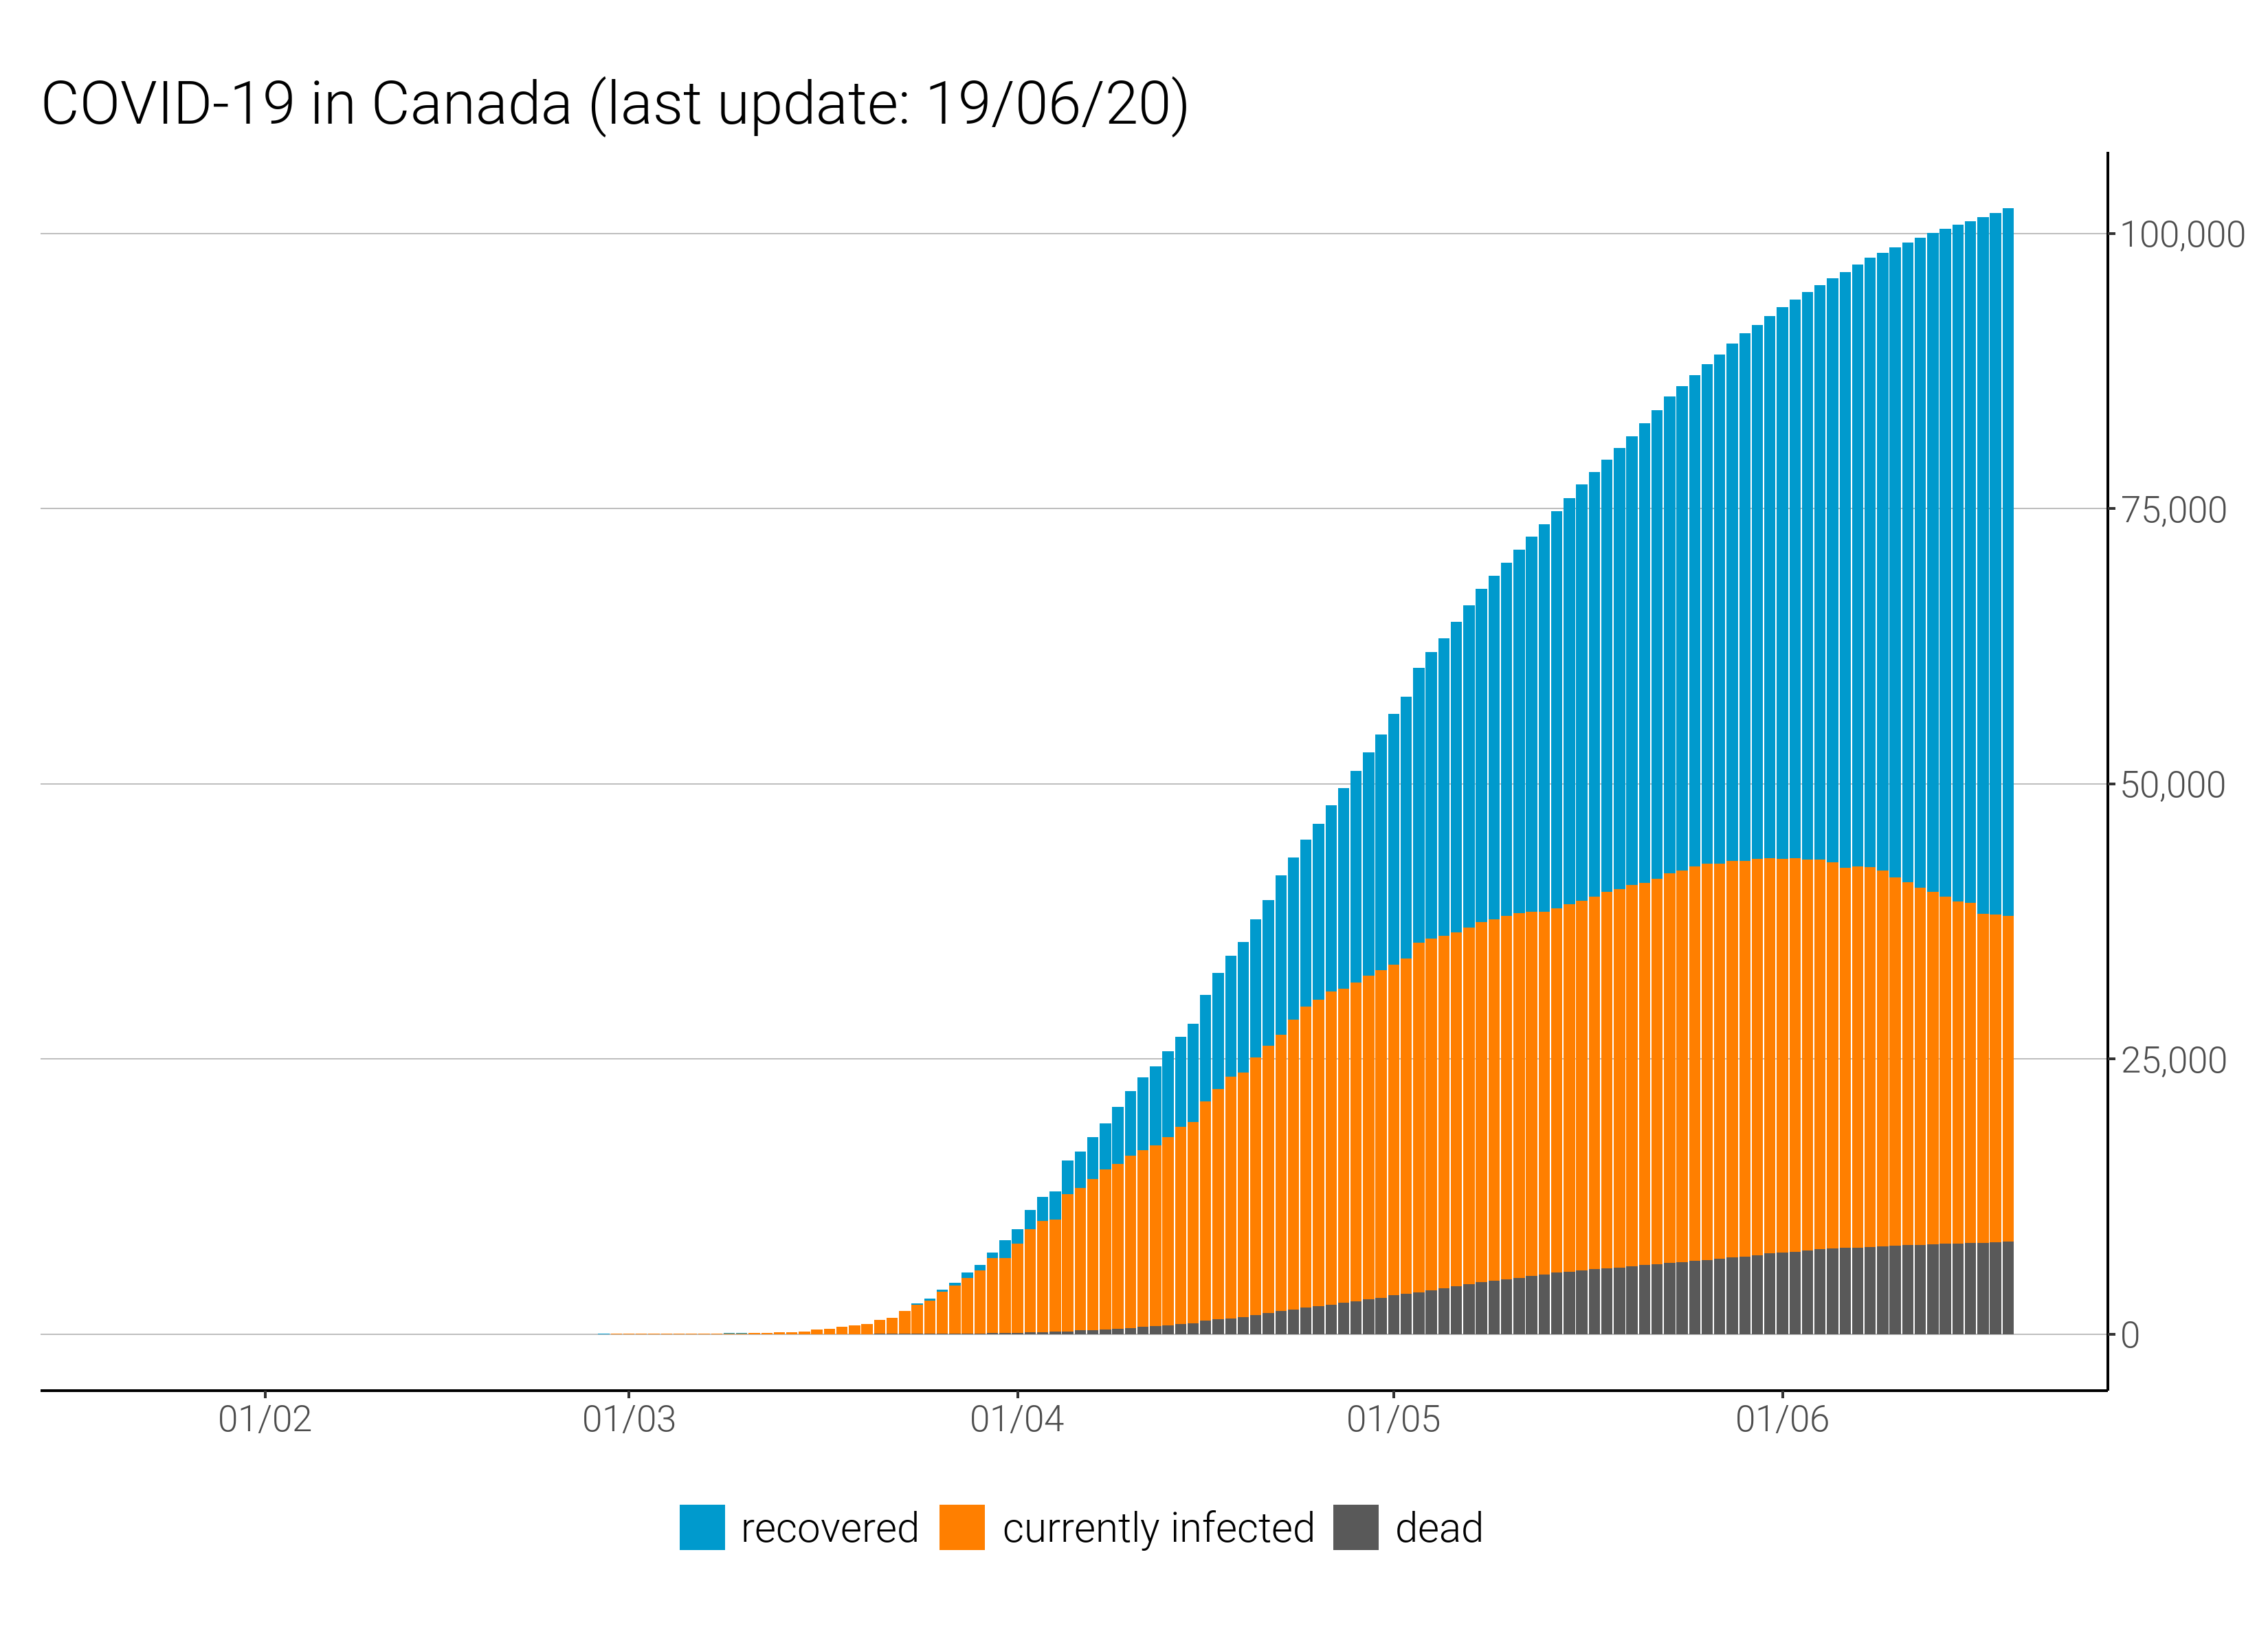 COVID-19 in Canada (last update: 19/06/20)
100,000
75,000
50,000
25,000
0
01/02 01/03 01/04 01/05 01/06
recovered currently infected dead